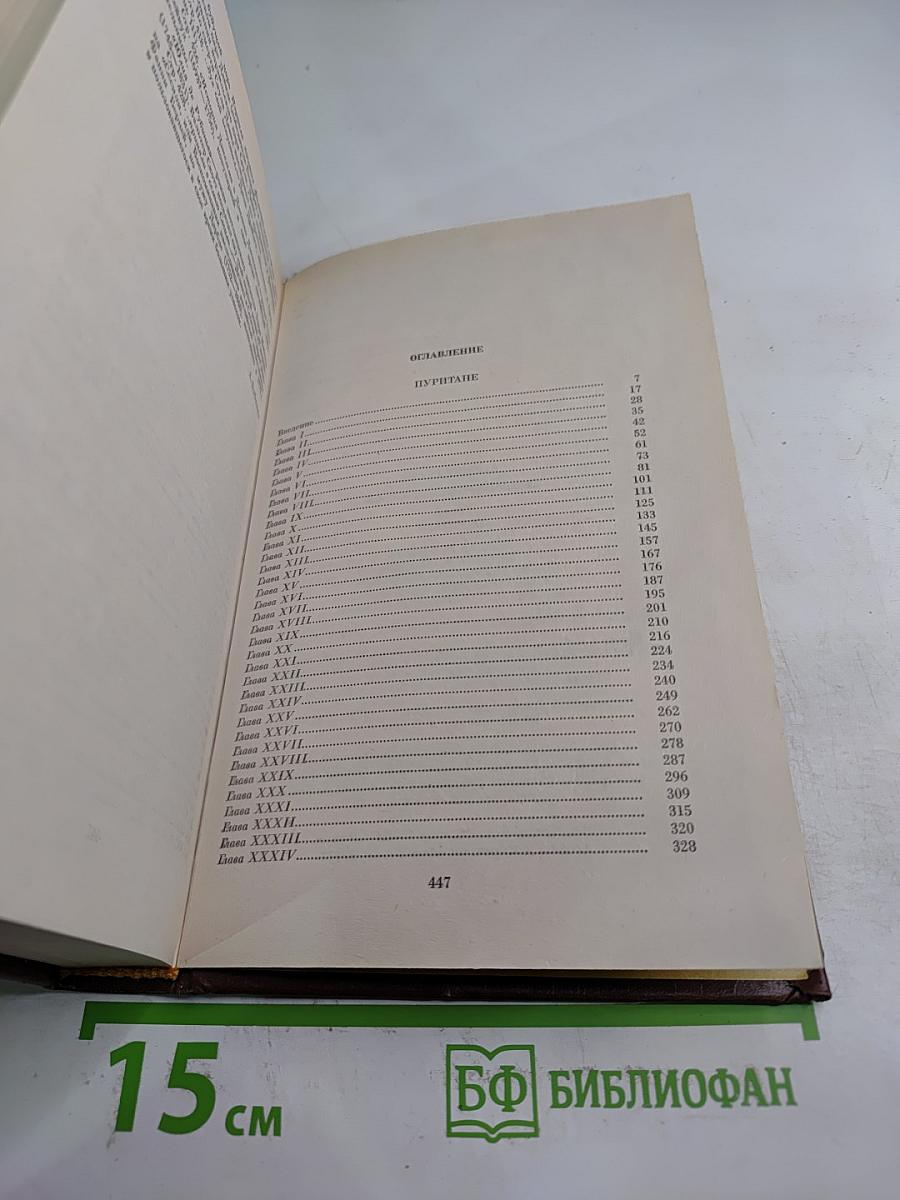 ОГЛАВЛЕНИЕ
ПУРИТАНЕ
Введение 7
Глава I 17
Глава II 28
Глава III 35
Глава IV 42
Глава V 52
Глава VI 61
Глава VII 73
Глава VIII 81
Глава IX 101
Глава X 111
Глава XI 125
Глава XII 133
Глава XIII 145
Глава XIV 157
Глава XV 167
Глава XVI 176
Глава XVII 187
Глава XVIII 195
Глава XIX 201
Глава XX 210
Глава XXI 216
Глава XXII 224
Глава XXIII 234
Глава XXIV 240
Глава XXV 249
Глава XXVI 262
Глава XXVII 270
Глава XXVIII 278
Глава XXIX 287
Глава XXX 296
Глава XXXI 309
Глава XXXII 315
Глава XXXIII 320
Глава XXXIV 328
447
15 см
БФ БИБЛИОФАН